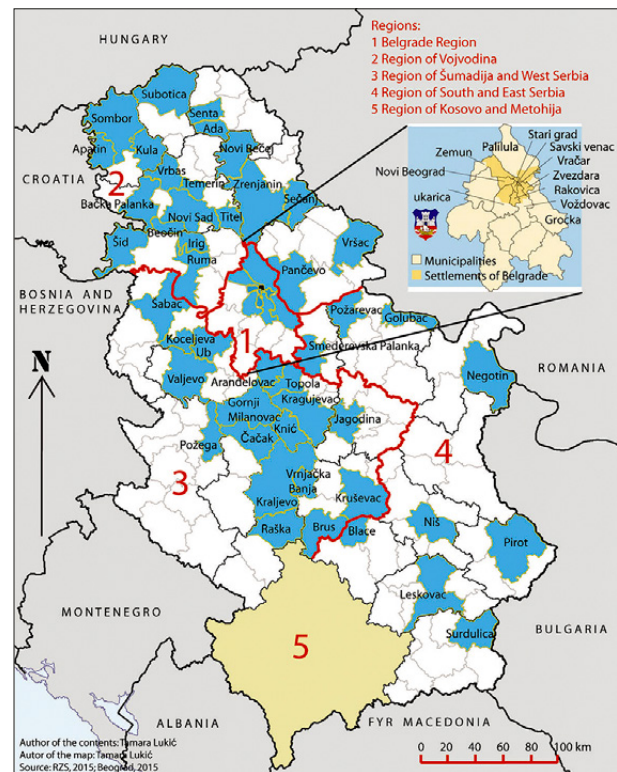 HUNGARY
Regions:
1 Belgrade Region
2 Region of Vojvodina
3 Region of Šumadija and West Serbia
4 Region of South and East Serbia
5 Region of Kosovo and Metohija
Subotica
Sombor
Senta
Ada
Apatin
Kula
Novi Bečej
Vrbas
CROATIA
2
Temerin
Zrenjanin
Bačka Palanka
Sečanj
Novi Sad
Titel
Beočin
Šid
Irig
Ruma
Vršac
Pančevo
Stari grad
Palilula
Savski venac
Zemun
Vračar
Zvezdara
Novi Beograd
Rakovica
ukarica
Voždovac
Grocka
Municipalities
Settlements of Belgrade
BOSNIA AND
HERZEGOVINA
Šabac
Požarevac
Golubac
Koceljeva
Ub
1
Smederevska Palanka
N
Valjevo
Aranđelovac
Topola
Negotin
ROMANIA
Gornji
Milanovac
Kragujevac
Knić
Jagodina
Požega
Čačak
4
3
Vrnjačka
Banja
Kraljevo
Kruševac
Raška
Brus
Blace
Niš
Pirot
Leskovac
MONTENEGRO
5
Surdulica
BULGARIA
ALBANIA
FYR MACEDONIA
Author of the contents: Tamara Lukić
Autor of the map: Tamara Lukić
Source: RZS, 2015; Beograd, 2015
0 20 40 60 80 100 km